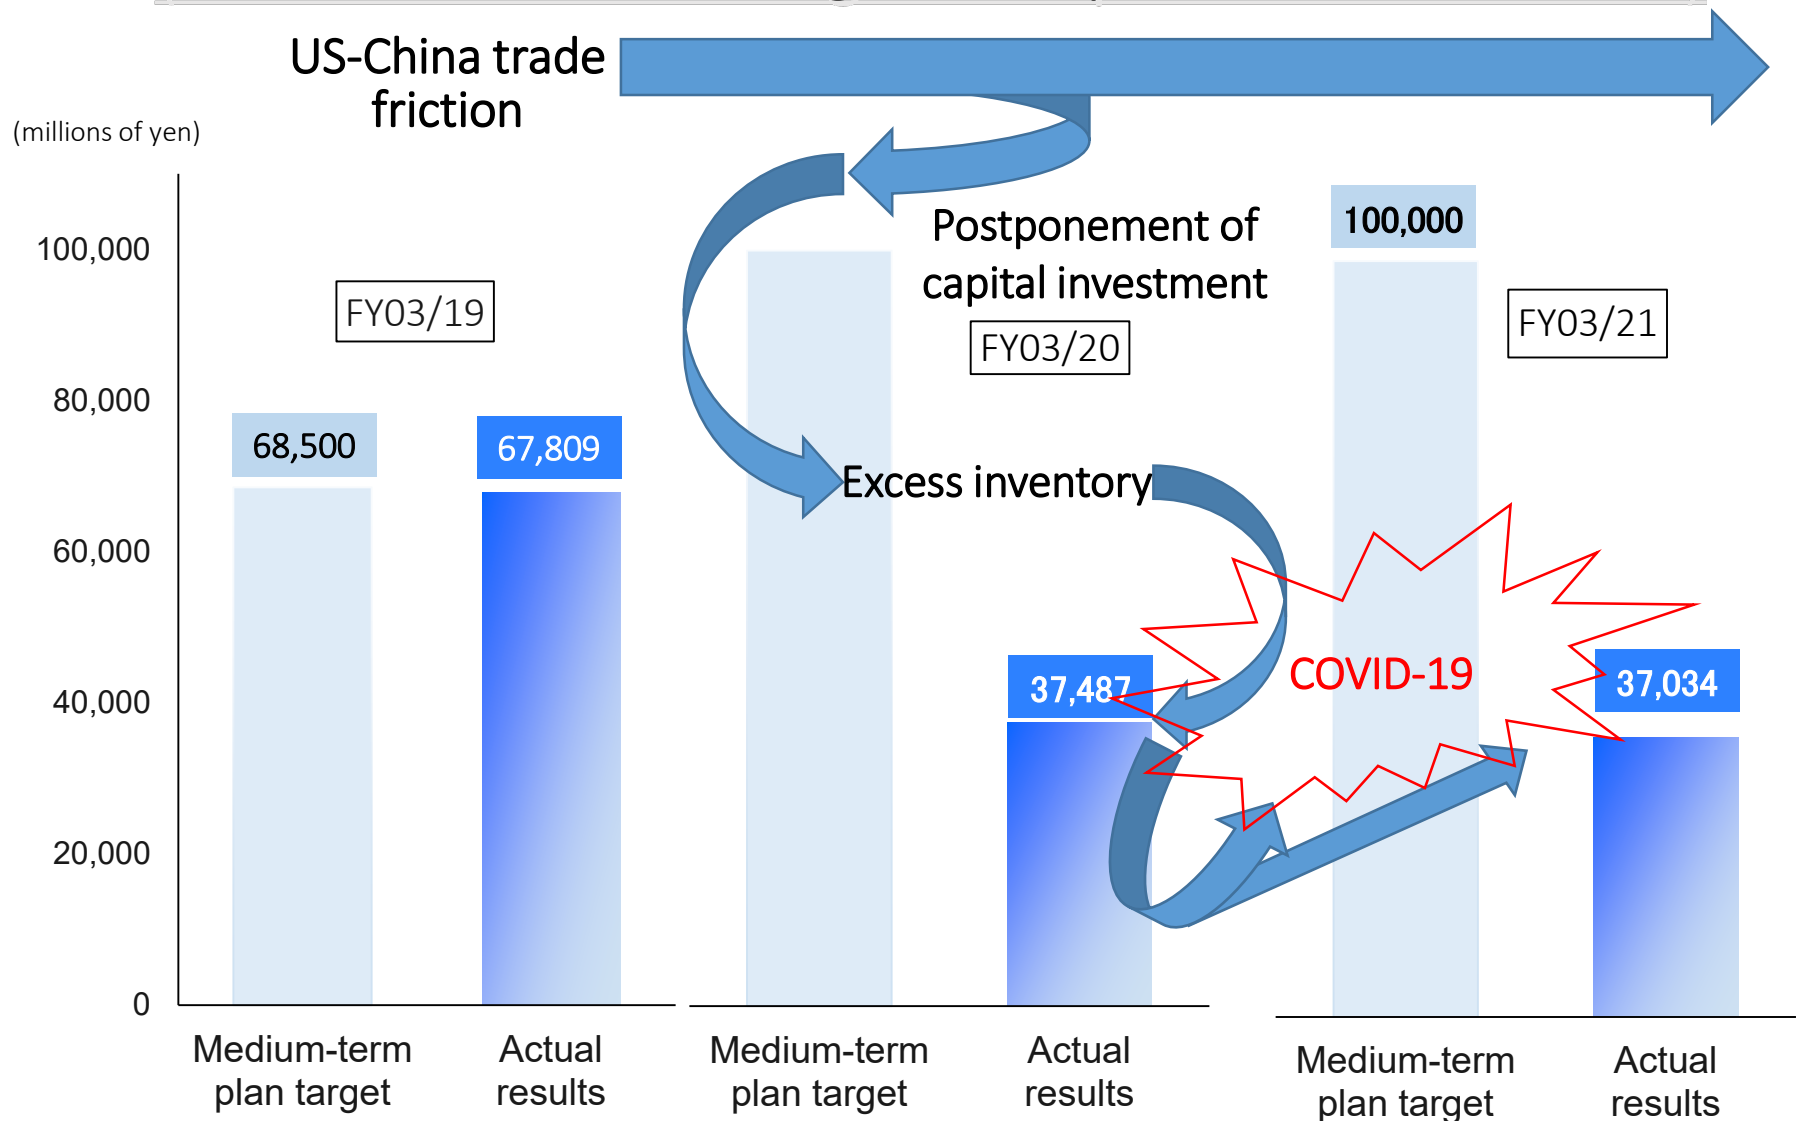 US-China trade
friction
(millions of yen)
100,000
80,000
60,000
40,000
20,000
0
FY03/19
68,500
67,809
Medium-term
plan target
Actual
results
Postponement of
capital investment
FY03/20
Excess inventory
37,487
Medium-term
plan target
Actual
results
100,000
FY03/21
COVID-19
37,034
Medium-term
plan target
Actual
results